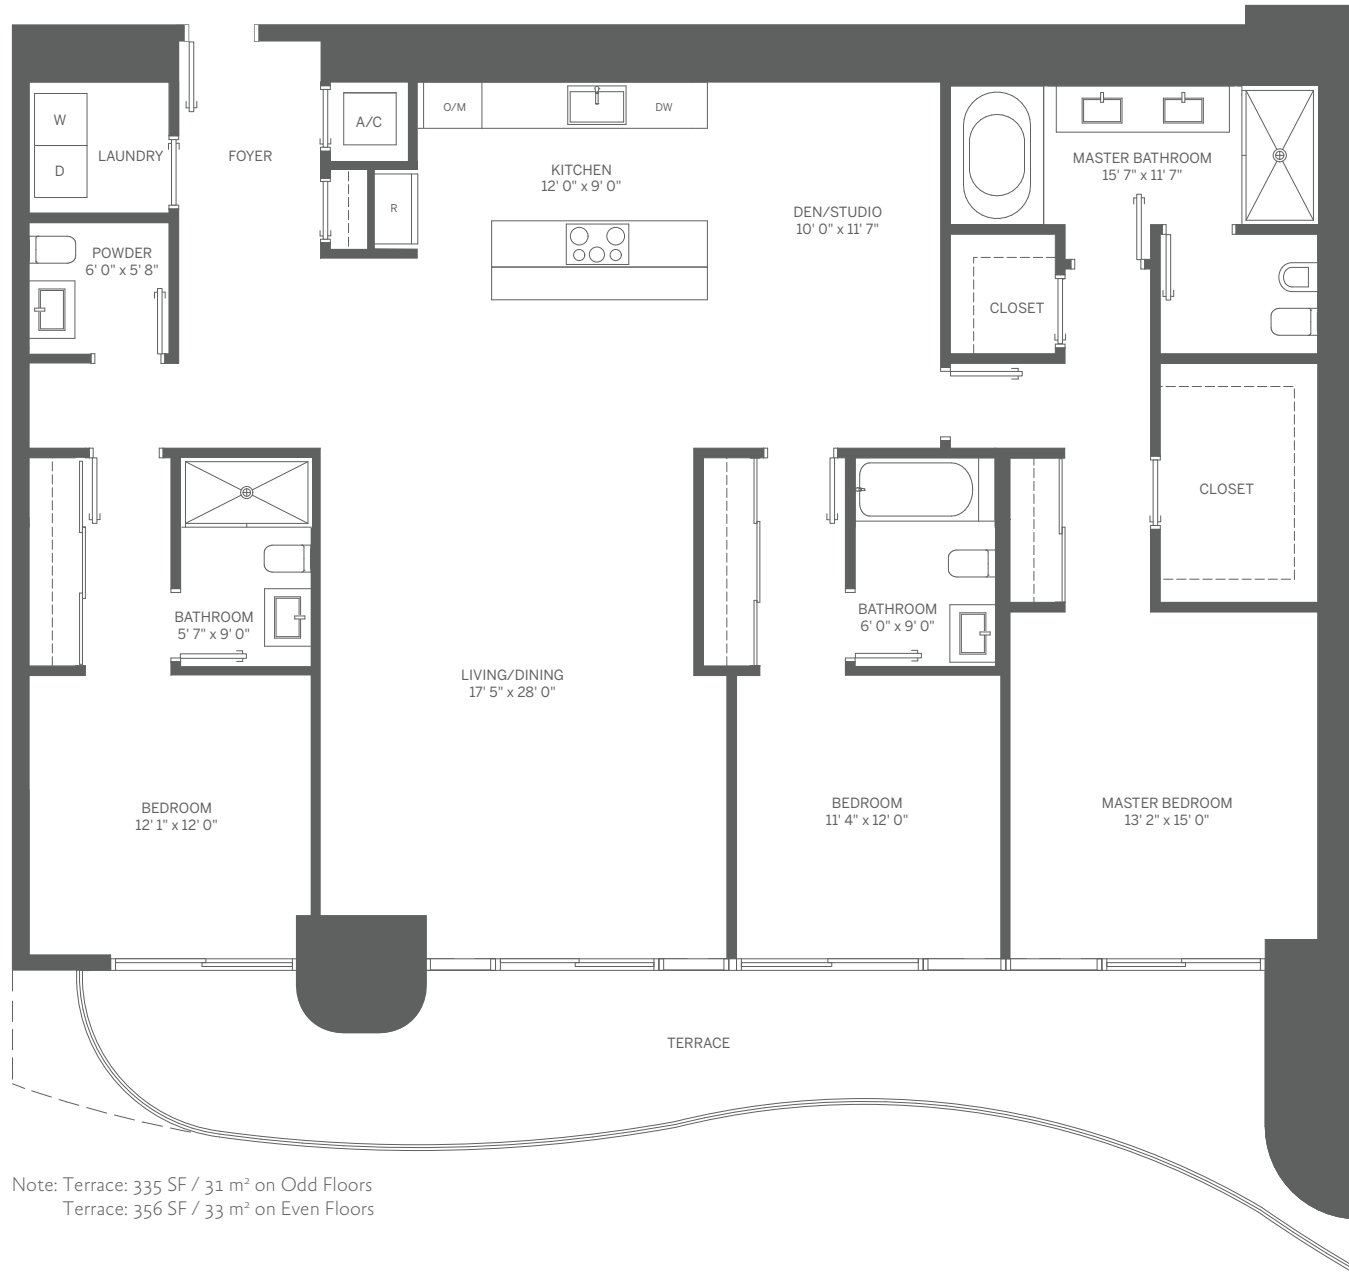 W
D
LAUNDRY
FOYER
A/C
R
O/M
DW
KITCHEN
12' 0" x 9' 0"
DEN/STUDIO
10' 0" x 11' 7"
MASTER BATHROOM
15' 7" x 11' 7"
POWDER
6' 0" x 5' 8"
CLOSET
CLOSET
BATHROOM
5' 7" x 9' 0"
BATHROOM
6' 0" x 9' 0"
LIVING/DINING
17' 5" x 28' 0"
BEDROOM
12' 1" x 12' 0"
BEDROOM
11' 4" x 12' 0"
MASTER BEDROOM
13' 2" x 15' 0"
TERRACE
Note: Terrace: 335 SF / 31 m² on Odd Floors
Terrace: 356 SF / 33 m² on Even Floors